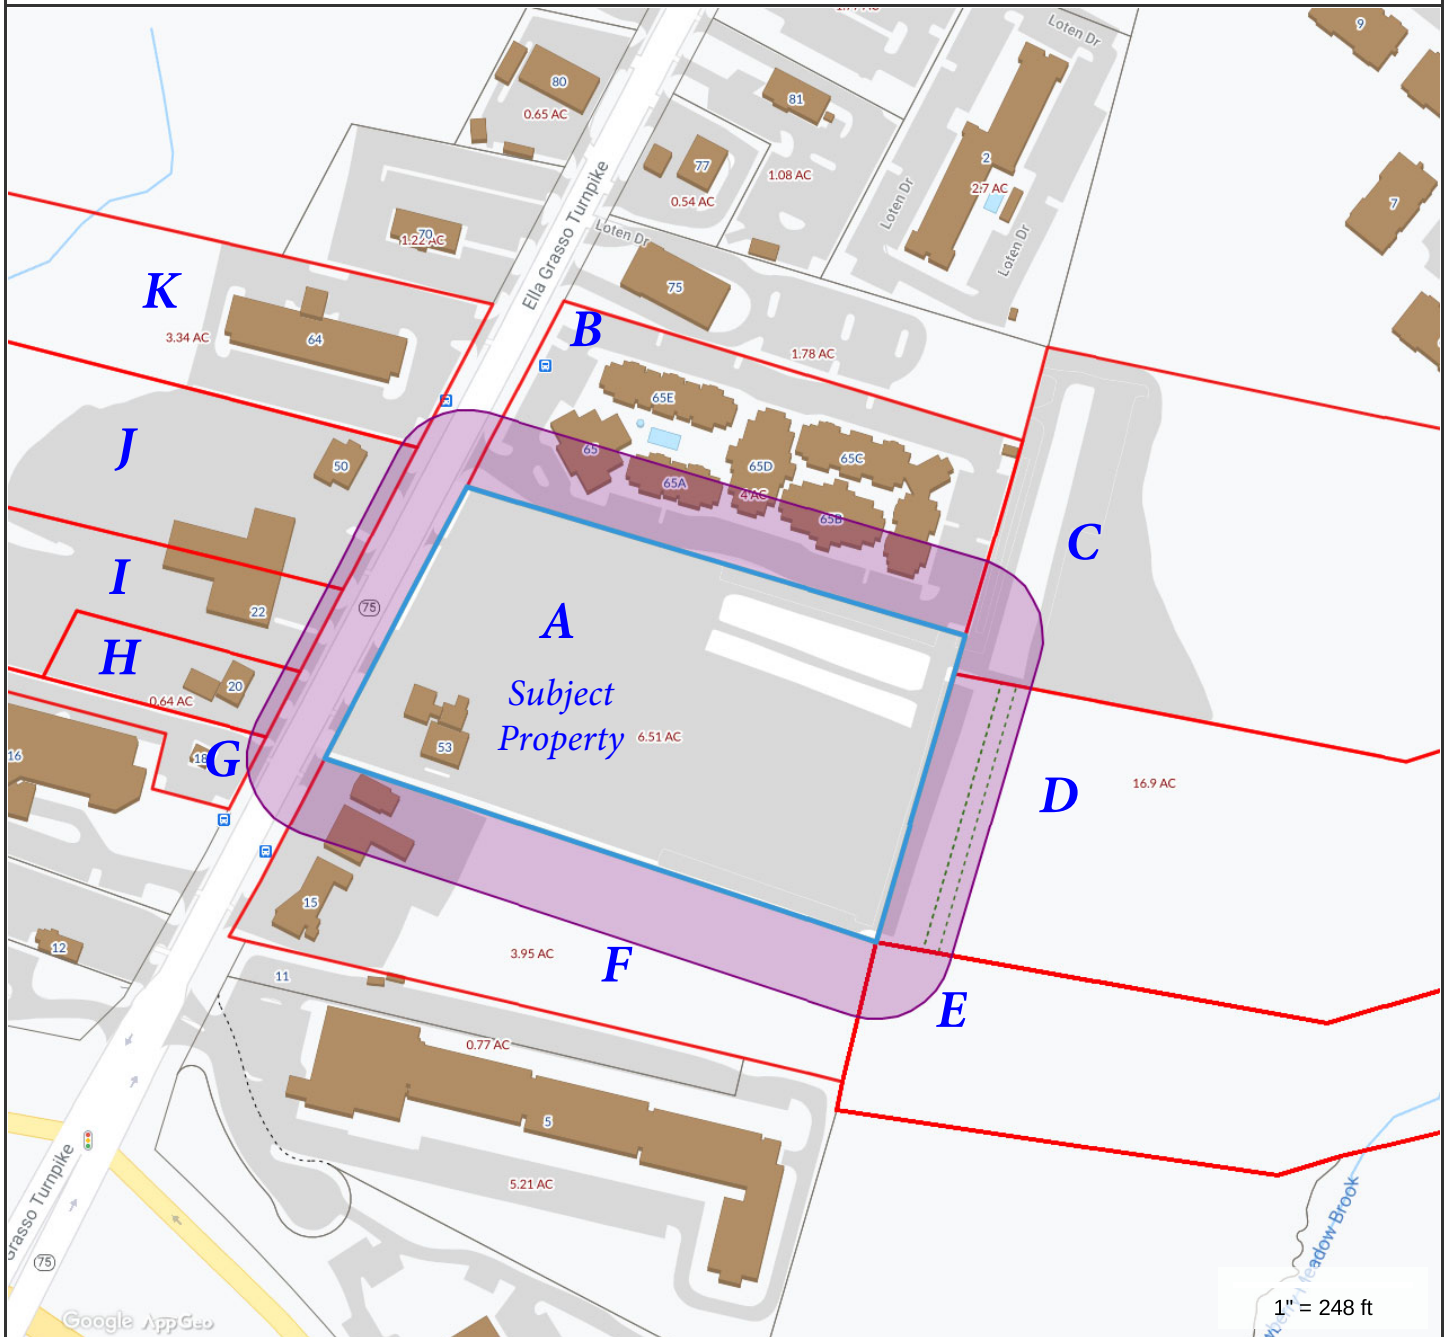 Loten Dr
9
80
81
0.65 AC
77
2
1.08 AC
2.7 AC
0.54 AC
7
Loten Dr
Ella Grasso Turnpike
Loten Dr
70
1.22 AC
Loten Dr
K
75
B
3.34 AC
64
1.78 AC
65E
J
65
65C
50
65D
65A
4 AC
65B
C
I
75
22
A
H
20
Subject
0.64 AC
Property
6.51 AC
53
16
18
G
D
16.9 AC
15
12
3.95 AC
F
11
E
0.77 AC
5
5.21 AC
Grasso Turnpike
75
Meadow Brook
1" = 248 ft
Google AppGeo